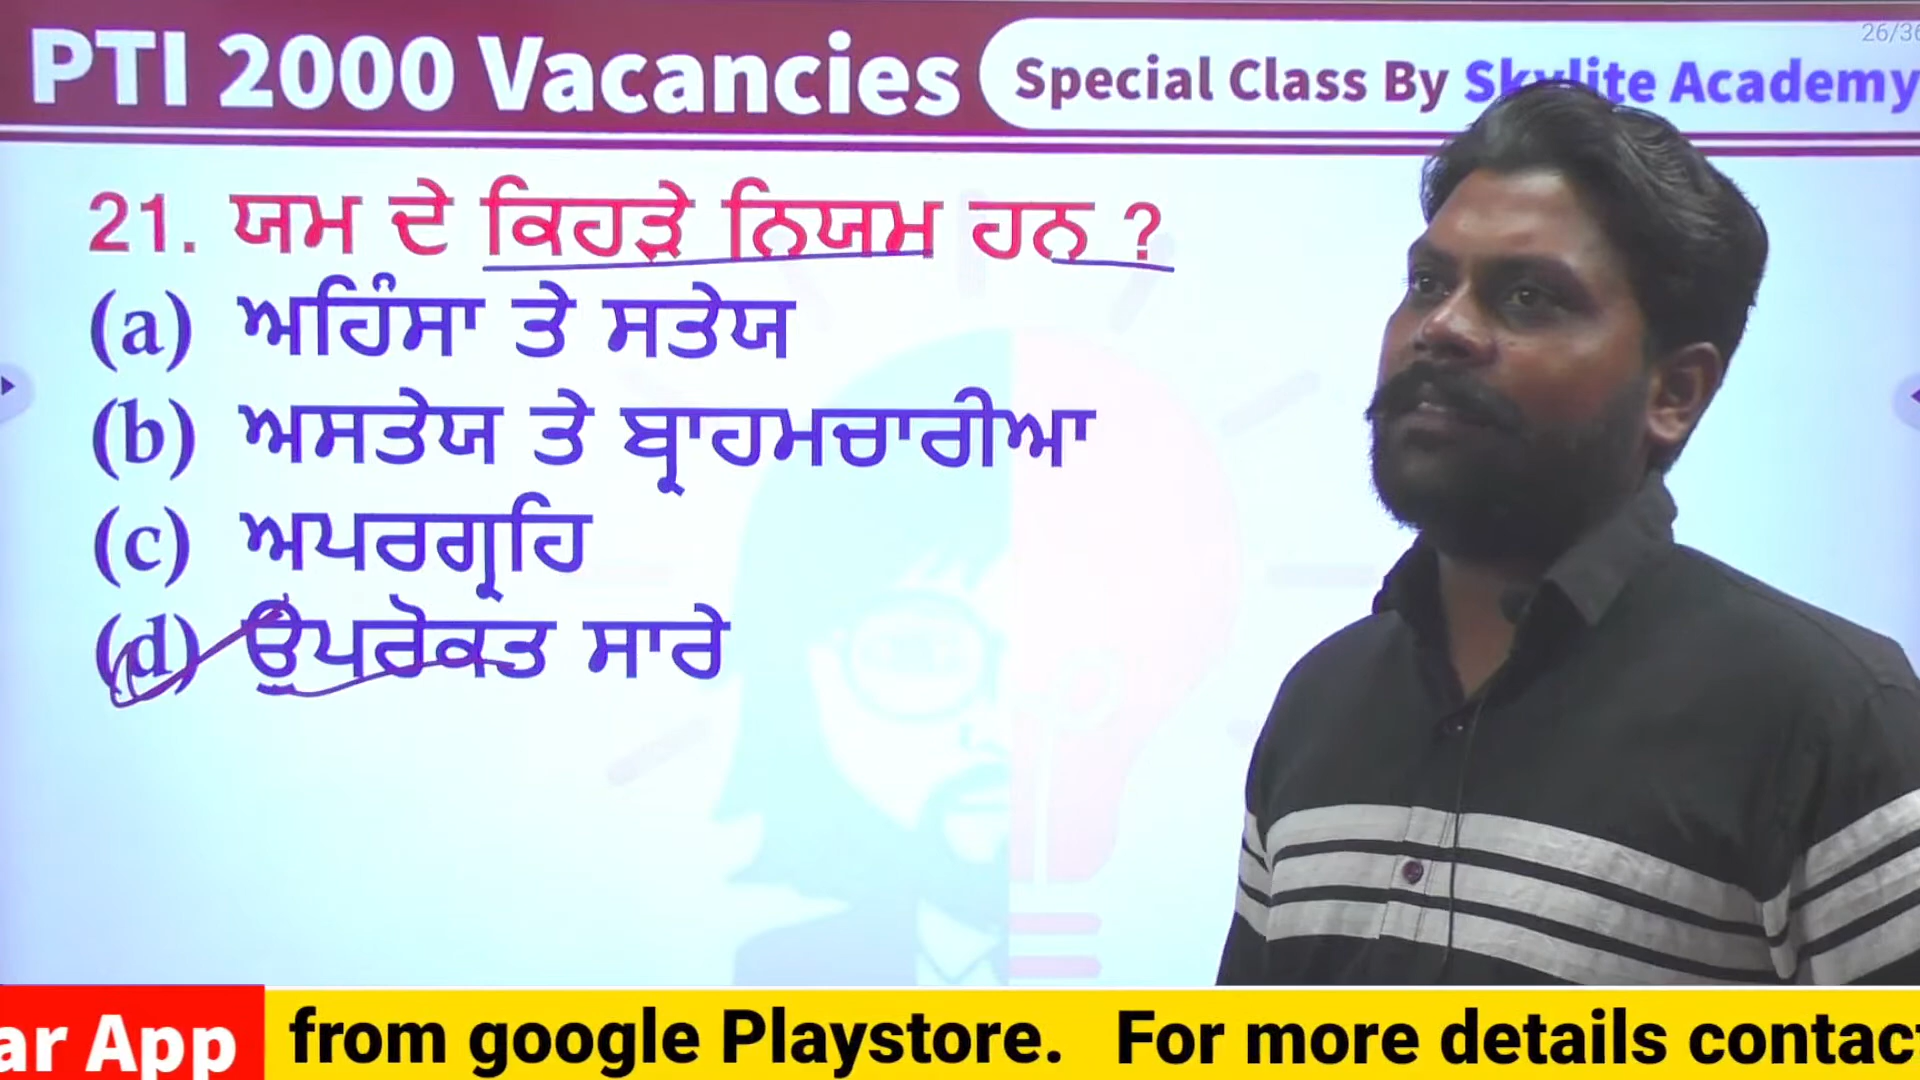 PTI 2000 Vacancies
Special Class By Skylite Academy
26/36
21. ਯਮ ਦੇ ਕਿਹੜੇ ਨਿਯਮ ਹਨ ?
(a) ਅਹਿੰਸਾ ਤੇ ਸਤੇਯ
(b) ਅਸਤੇਯ ਤੇ ਬ੍ਰਾਹਮਚਾਰੀਆ
(c) ਅਪਰਗ੍ਰਹਿ
(d) ਉਪਰੋਕਤ ਸਾਰੇ
ar App from google Playstore. For more details contact